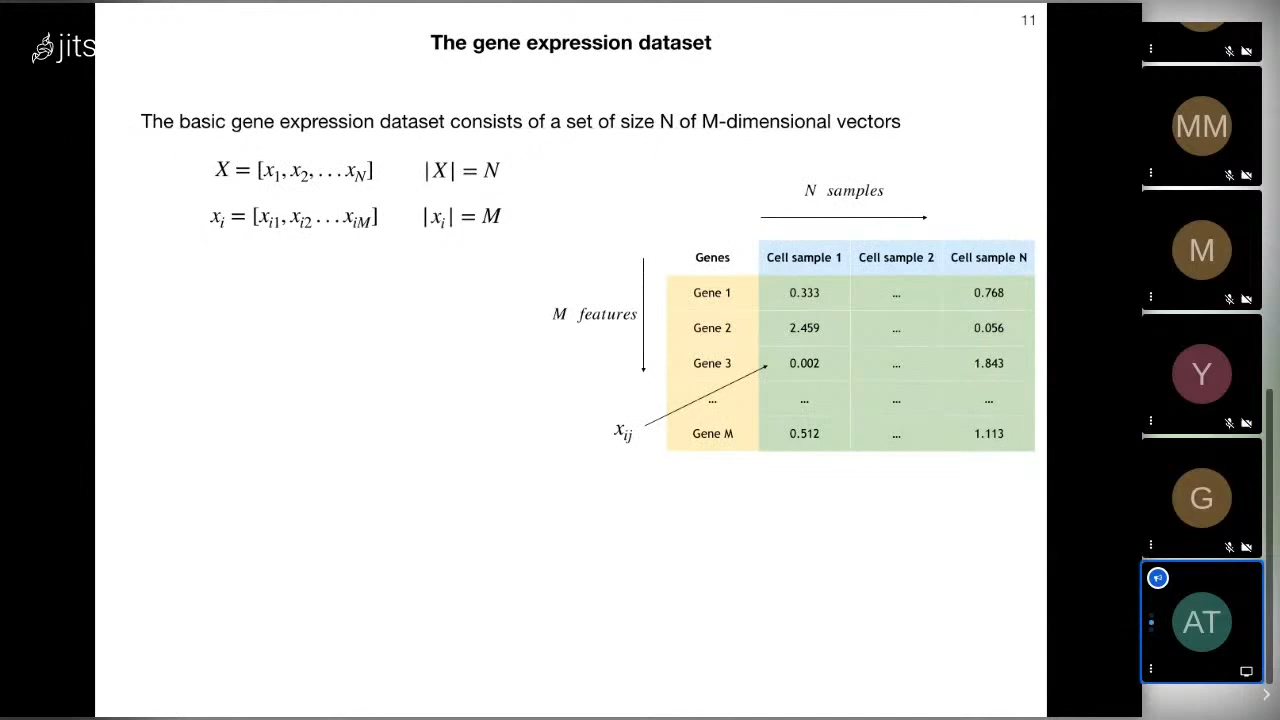 11
jits
The gene expression dataset
The basic gene expression dataset consists of a set of size N of M-dimensional vectors
X = [x1, x2, . . . xN] |X| = N
xi = [xi1, xi2 . . . xiM] |xi| = M
N samples
M features
Genes Cell sample 1 Cell sample 2 Cell sample N
Gene 1 0.333 ... 0.768
Gene 2 2.459 ... 0.056
Gene 3 0.002 ... 1.843
... ... ... ...
Gene M 0.512 ... 1.113
xij
MM
M
Y
G
AT